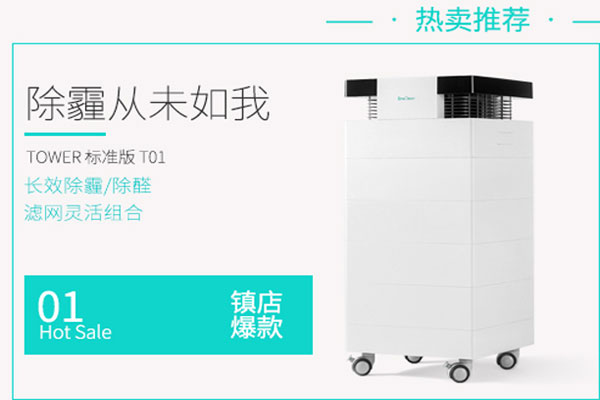 · 热卖推荐 ·
除霾从未如我
TOWER 标准版 T01
长效除霾/除醛
滤网灵活组合
01
Hot Sale
镇店
爆款